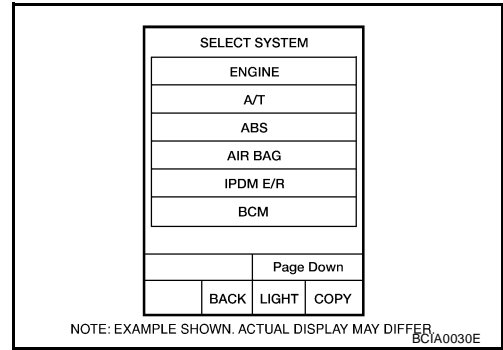 SELECT SYSTEM
ENGINE
A/T
ABS
AIR BAG
IPDM E/R
BCM
Page Down
BACK LIGHT COPY
NOTE: EXAMPLE SHOWN. ACTUAL DISPLAY MAY DIFFER.
BCIA0030E